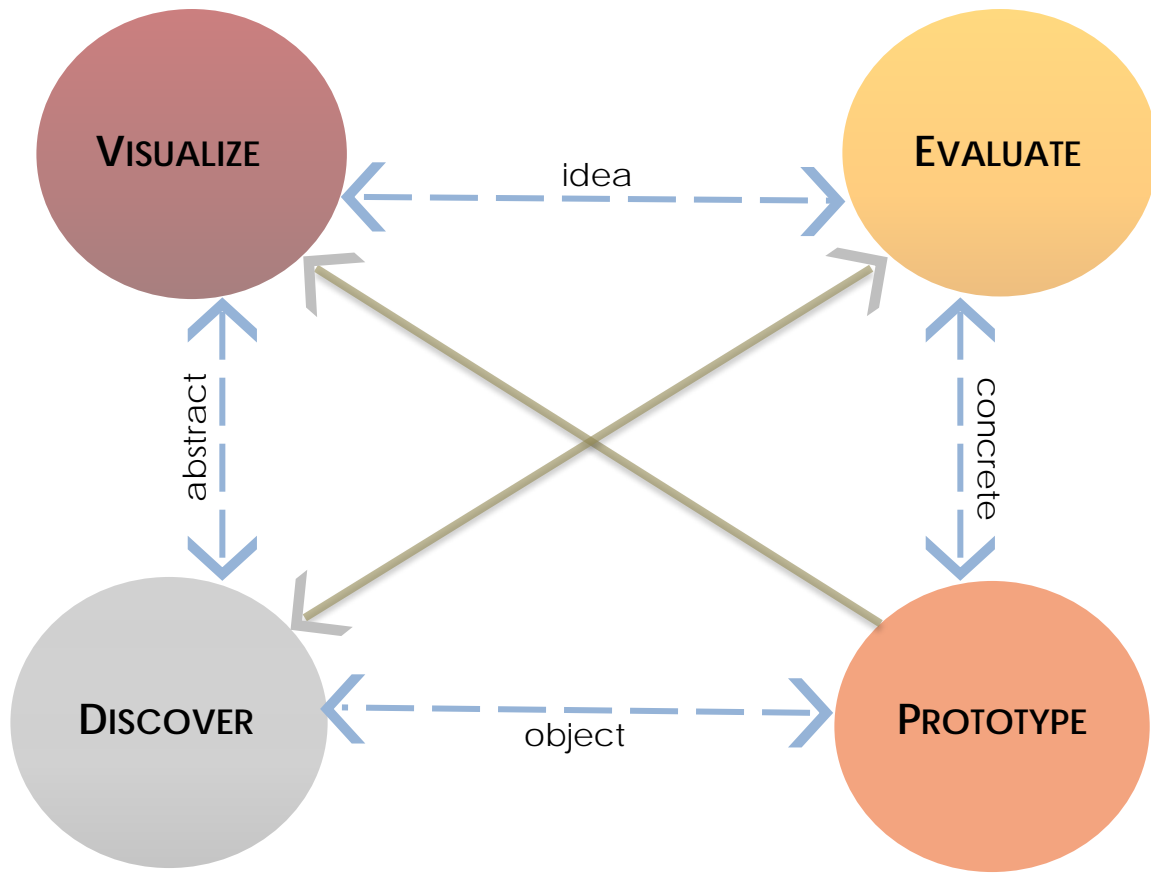 VISUALIZE
EVALUATE
idea
abstract
concrete
DISCOVER
PROTOTYPE
object